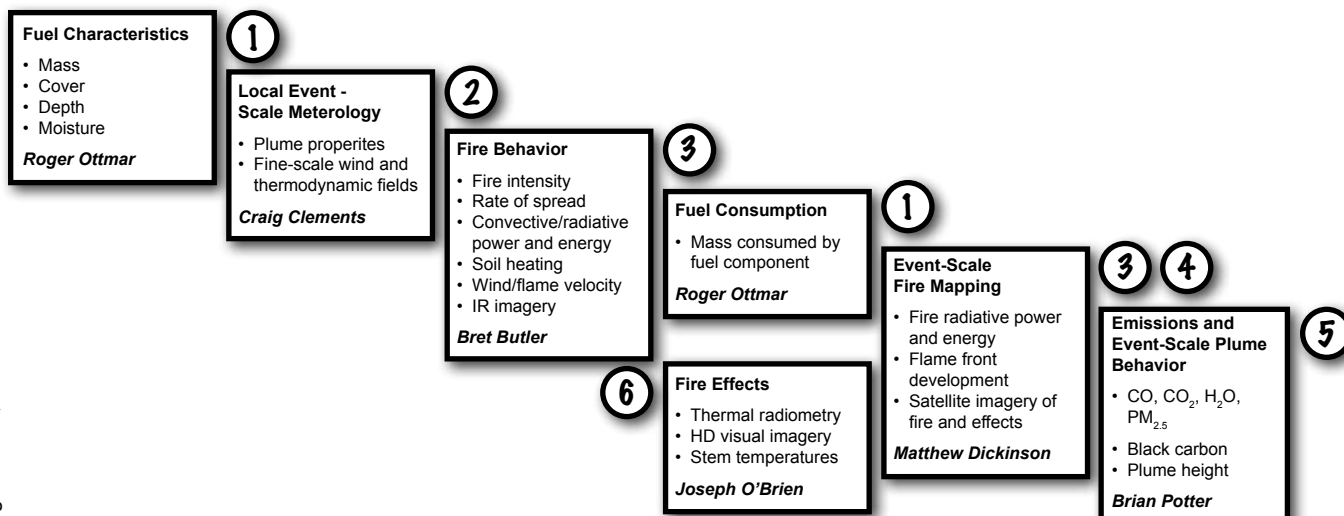 Fuel Characteristics
• Mass
• Cover
• Depth
• Moisture
Roger Ottmar
1
Local Event -
Scale Meterology
• Plume properites
• Fine-scale wind and
thermodynamic fields
Craig Clements
2
Fire Behavior
• Fire intensity
• Rate of spread
• Convective/radiative
power and energy
• Soil heating
• Wind/flame velocity
• IR imagery
Bret Butler
3
Fuel Consumption
• Mass consumed by
fuel component
Roger Ottmar
1
6
Fire Effects
• Thermal radiometry
• HD visual imagery
• Stem temperatures
Joseph O’Brien
Event-Scale
Fire Mapping
• Fire radiative power
and energy
• Flame front
development
• Satellite imagery of
fire and effects
Matthew Dickinson
3 4
Emissions and
Event-Scale Plume
Behavior
• CO, CO₂, H₂O,
PM₂.₅
• Black carbon
• Plume height
Brian Potter
5